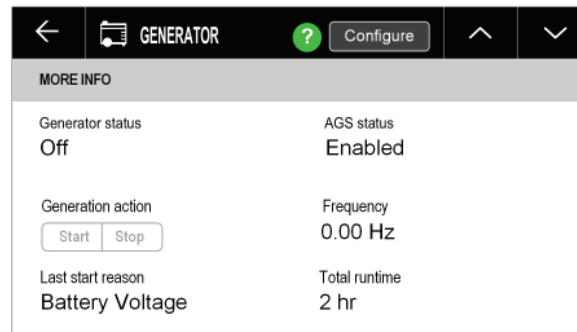 GENERATOR ? Configure
MORE INFO
Generator status AGS status
Off Enabled
Generation action Frequency
Start Stop 0.00 Hz
Last start reason Total runtime
Battery Voltage 2 hr